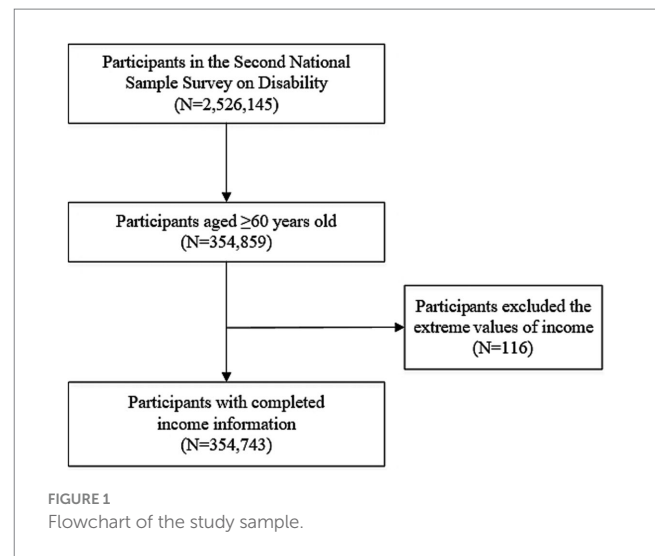 Participants in the Second National
Sample Survey on Disability
(N=2,526,145)
Participants aged ≥60 years old
(N=354,859)
Participants excluded the
extreme values of income
(N=116)
Participants with completed
income information
(N=354,743)
FIGURE 1
Flowchart of the study sample.